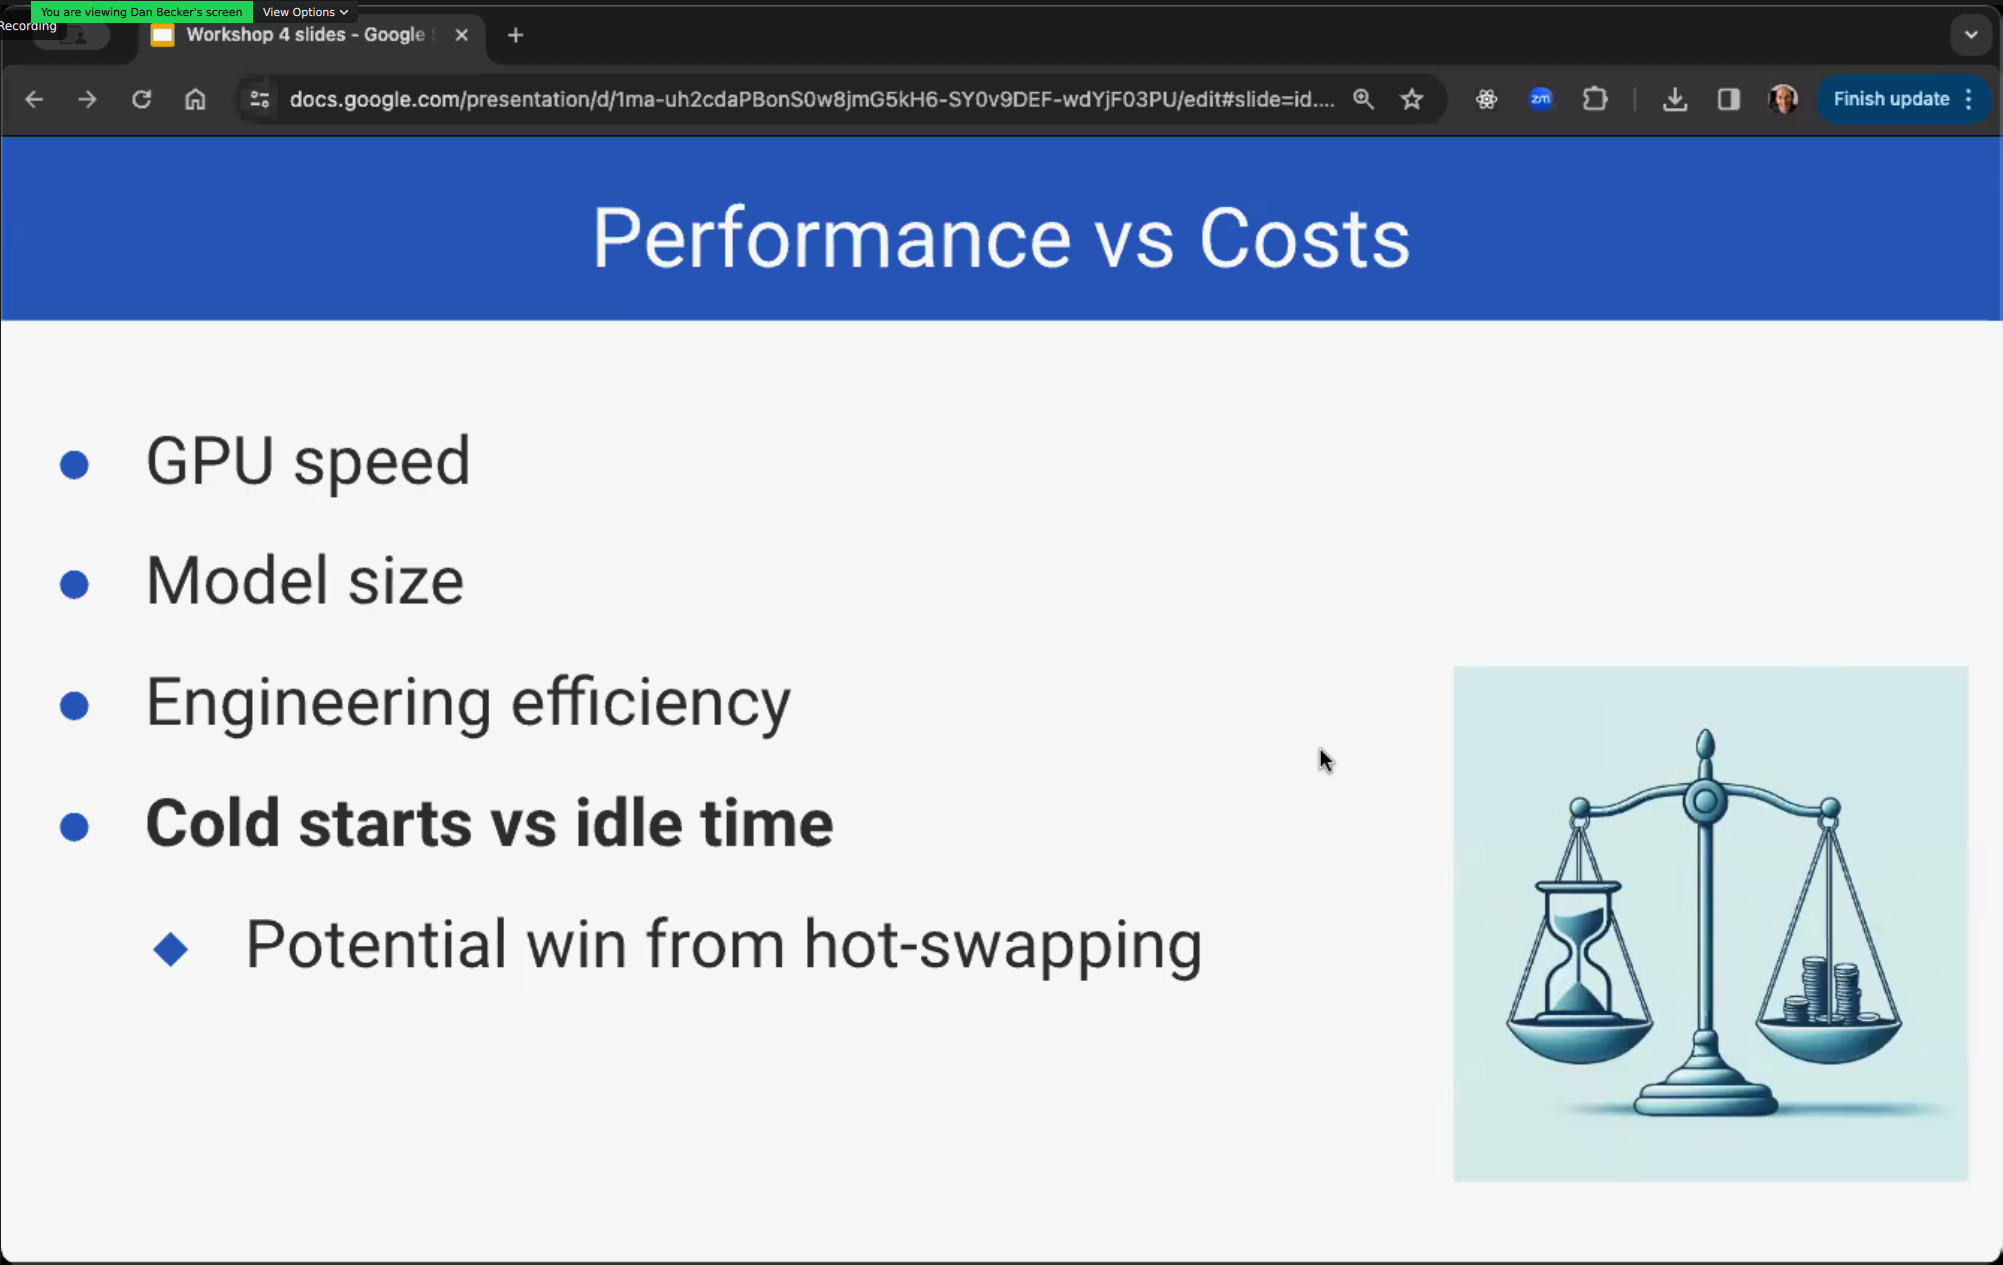 You are viewing Dan Becker's screen
View Options
Recording
Workshop 4 slides - Google
docs.google.com/presentation/d/1ma-uh2cdaPBonS0w8jmG5kH6-SY0v9DEF-wdYjF03PU/edit#slide=id....
zm
Finish update
Performance vs Costs
GPU speed
Model size
Engineering efficiency
Cold starts vs idle time
Potential win from hot-swapping